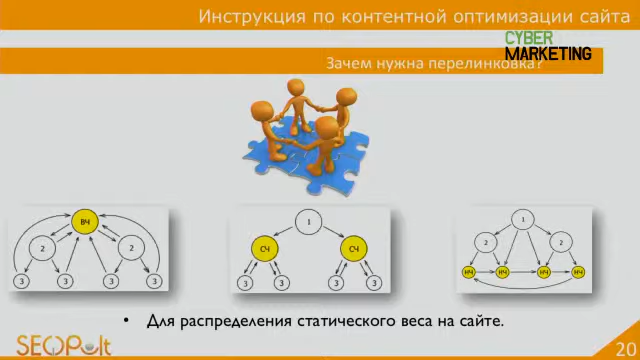 Инструкция по контентной оптимизации сайта
CYBER
MARKETING
Зачем нужна перелинковка?
ВЧ
2 2
3 3 3 3
1
СЧ СЧ
3 3 3 3
1
2 2
НЧ НЧ НЧ НЧ
• Для распределения статического веса на сайте.
SEOPult
20